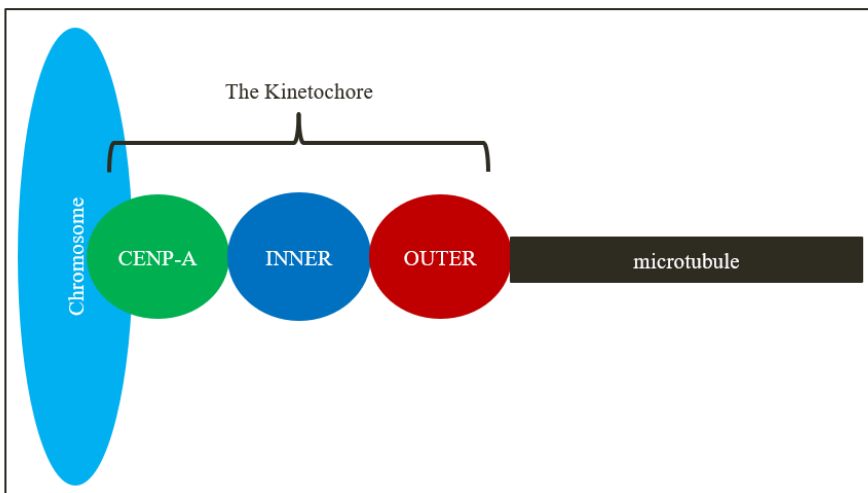 The Kinetochore
Chromosome
CENP-A
INNER
OUTER
microtubule